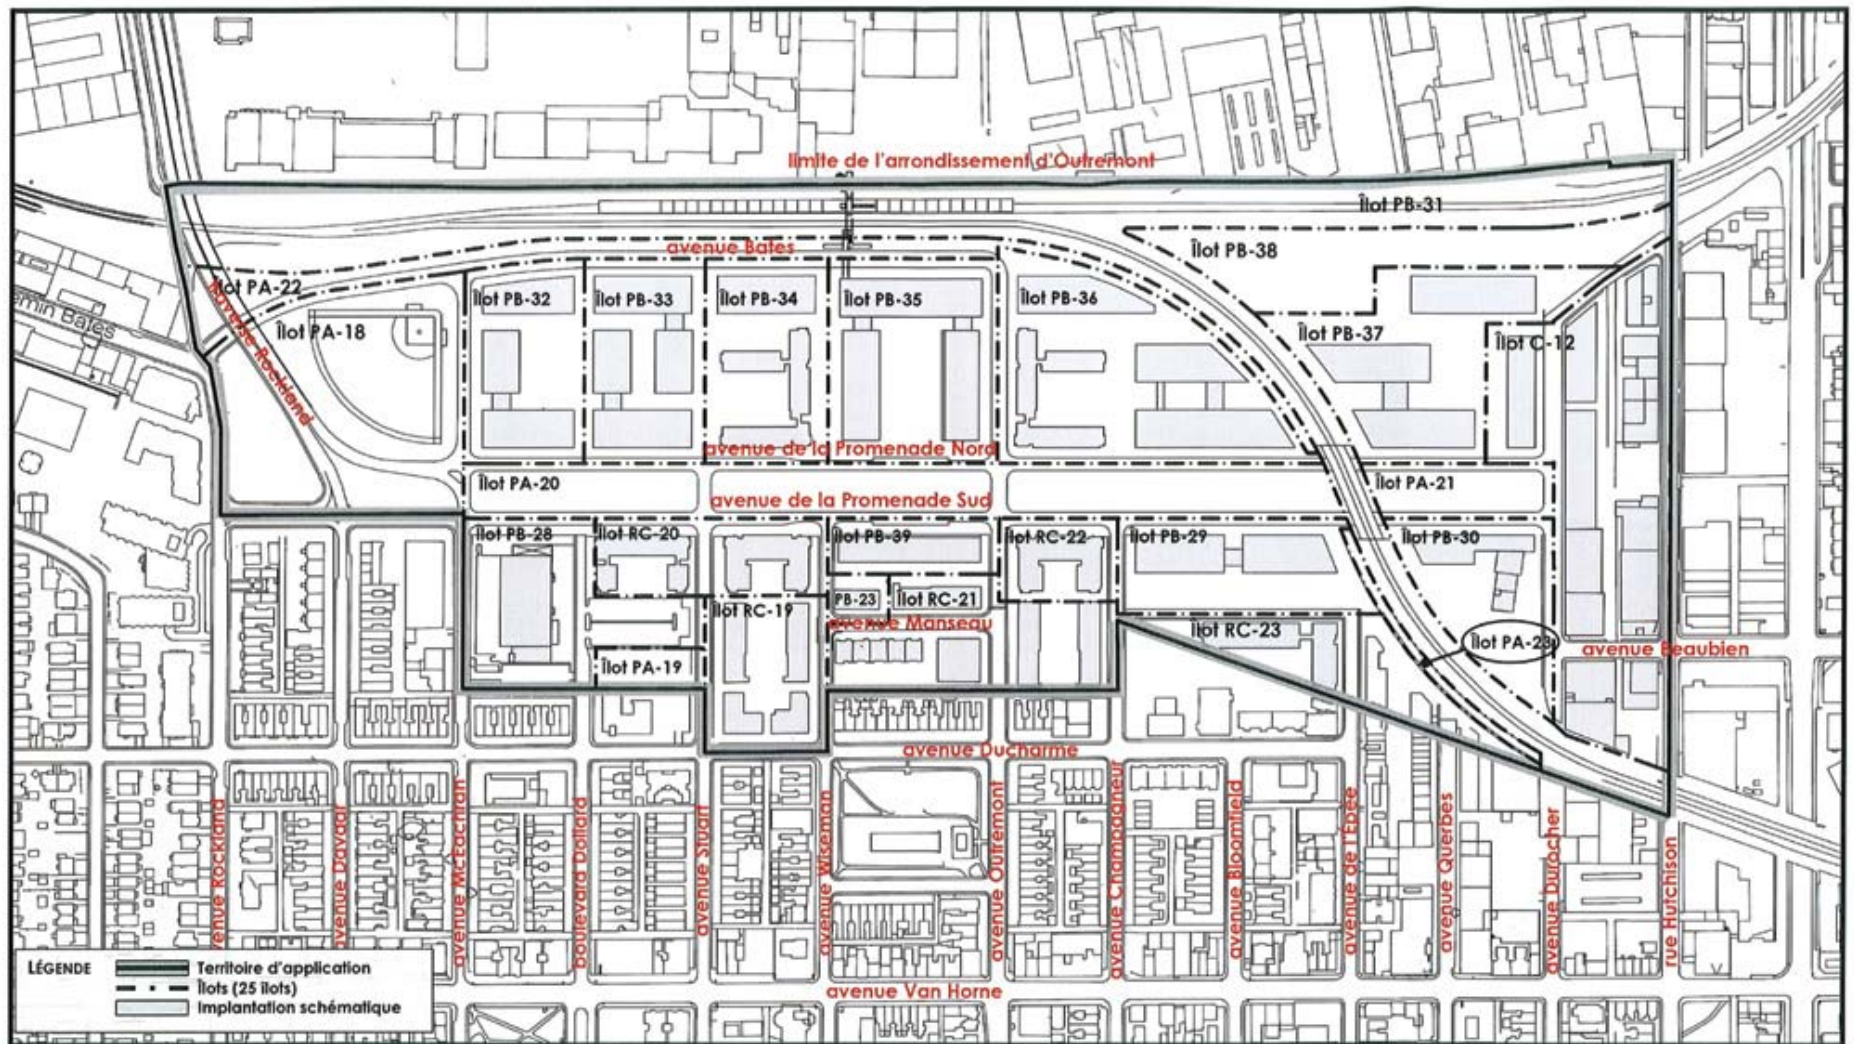 limite de l'arrondissement d'Outremont
Îlot PB-31
avenue Bates
Îlot PB-38
Îlot PA-22
Îlot PB-32
Îlot PB-33
Îlot PB-34
Îlot PB-35
Îlot PB-36
Îlot PA-18
Îlot PB-37
Îlot C-12
Rockland
avenue de la Promenade Nord
Îlot PA-20
Îlot PA-21
avenue de la Promenade Sud
Îlot PB-28
Îlot RC-20
Îlot PB-39
Îlot RC-22
Îlot PB-29
Îlot PB-30
PB-23
Îlot RC-21
Îlot RC-19
avenue Manseau
Îlot RC-23
Îlot PA-23
avenue Beaubien
Îlot PA-19
avenue Ducharme
avenue Rockland
avenue Davaar
avenue McEachran
boulevard Dollard
avenue Stuart
avenue Wiseman
avenue Outremont
avenue Champagneur
avenue Bloomfield
avenue de l'Epée
avenue Querbes
avenue Durocher
rue Hutchison
avenue Van Horne
LÉGENDE
Territoire d'application
Îlots (25 îlots)
Implantation schématique